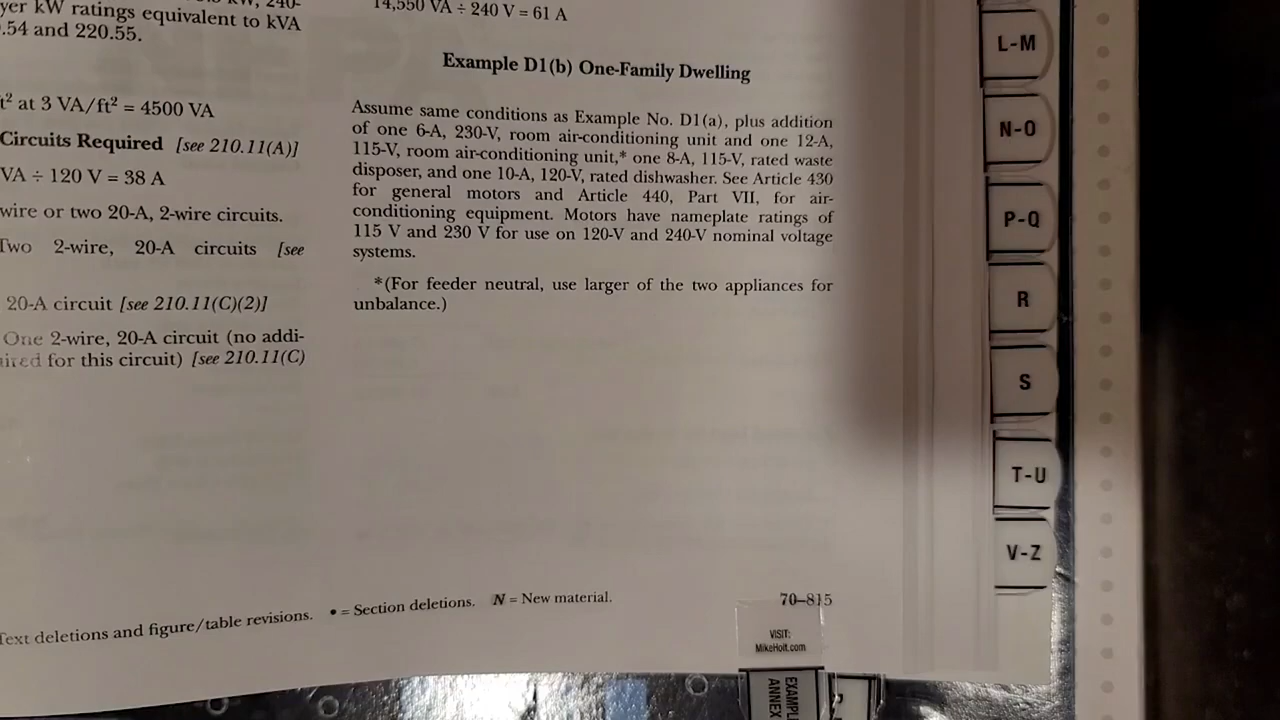 yer kW ratings equivalent to kVA
.54 and 220.55.
t² at 3 VA/ft² = 4500 VA
Circuits Required [see 210.11(A)]
VA ÷ 120 V = 38 A
wire or two 20-A, 2-wire circuits.
Two 2-wire, 20-A circuits [see
20-A circuit [see 210.11(C)(2)]
One 2-wire, 20-A circuit (no addi-
ired for this circuit) [see 210.11(C)
14,550 VA ÷ 240 V = 61 A
Example D1(b) One-Family Dwelling
Assume same conditions as Example No. D1(a), plus addition
of one 6-A, 230-V, room air-conditioning unit and one 12-A,
115-V, room air-conditioning unit,* one 8-A, 115-V, rated waste
disposer, and one 10-A, 120-V, rated dishwasher. See Article 430
for general motors and Article 440, Part VII, for air-
conditioning equipment. Motors have nameplate ratings of
115 V and 230 V for use on 120-V and 240-V nominal voltage
systems.
*(For feeder neutral, use larger of the two appliances for
unbalance.)
Text deletions and figure/table revisions. • = Section deletions. N = New material.
70–815
VISIT:
MikeHolt.com
EXAMPL
ANNEX
L-M
N-O
P-Q
R
S
T-U
V-Z